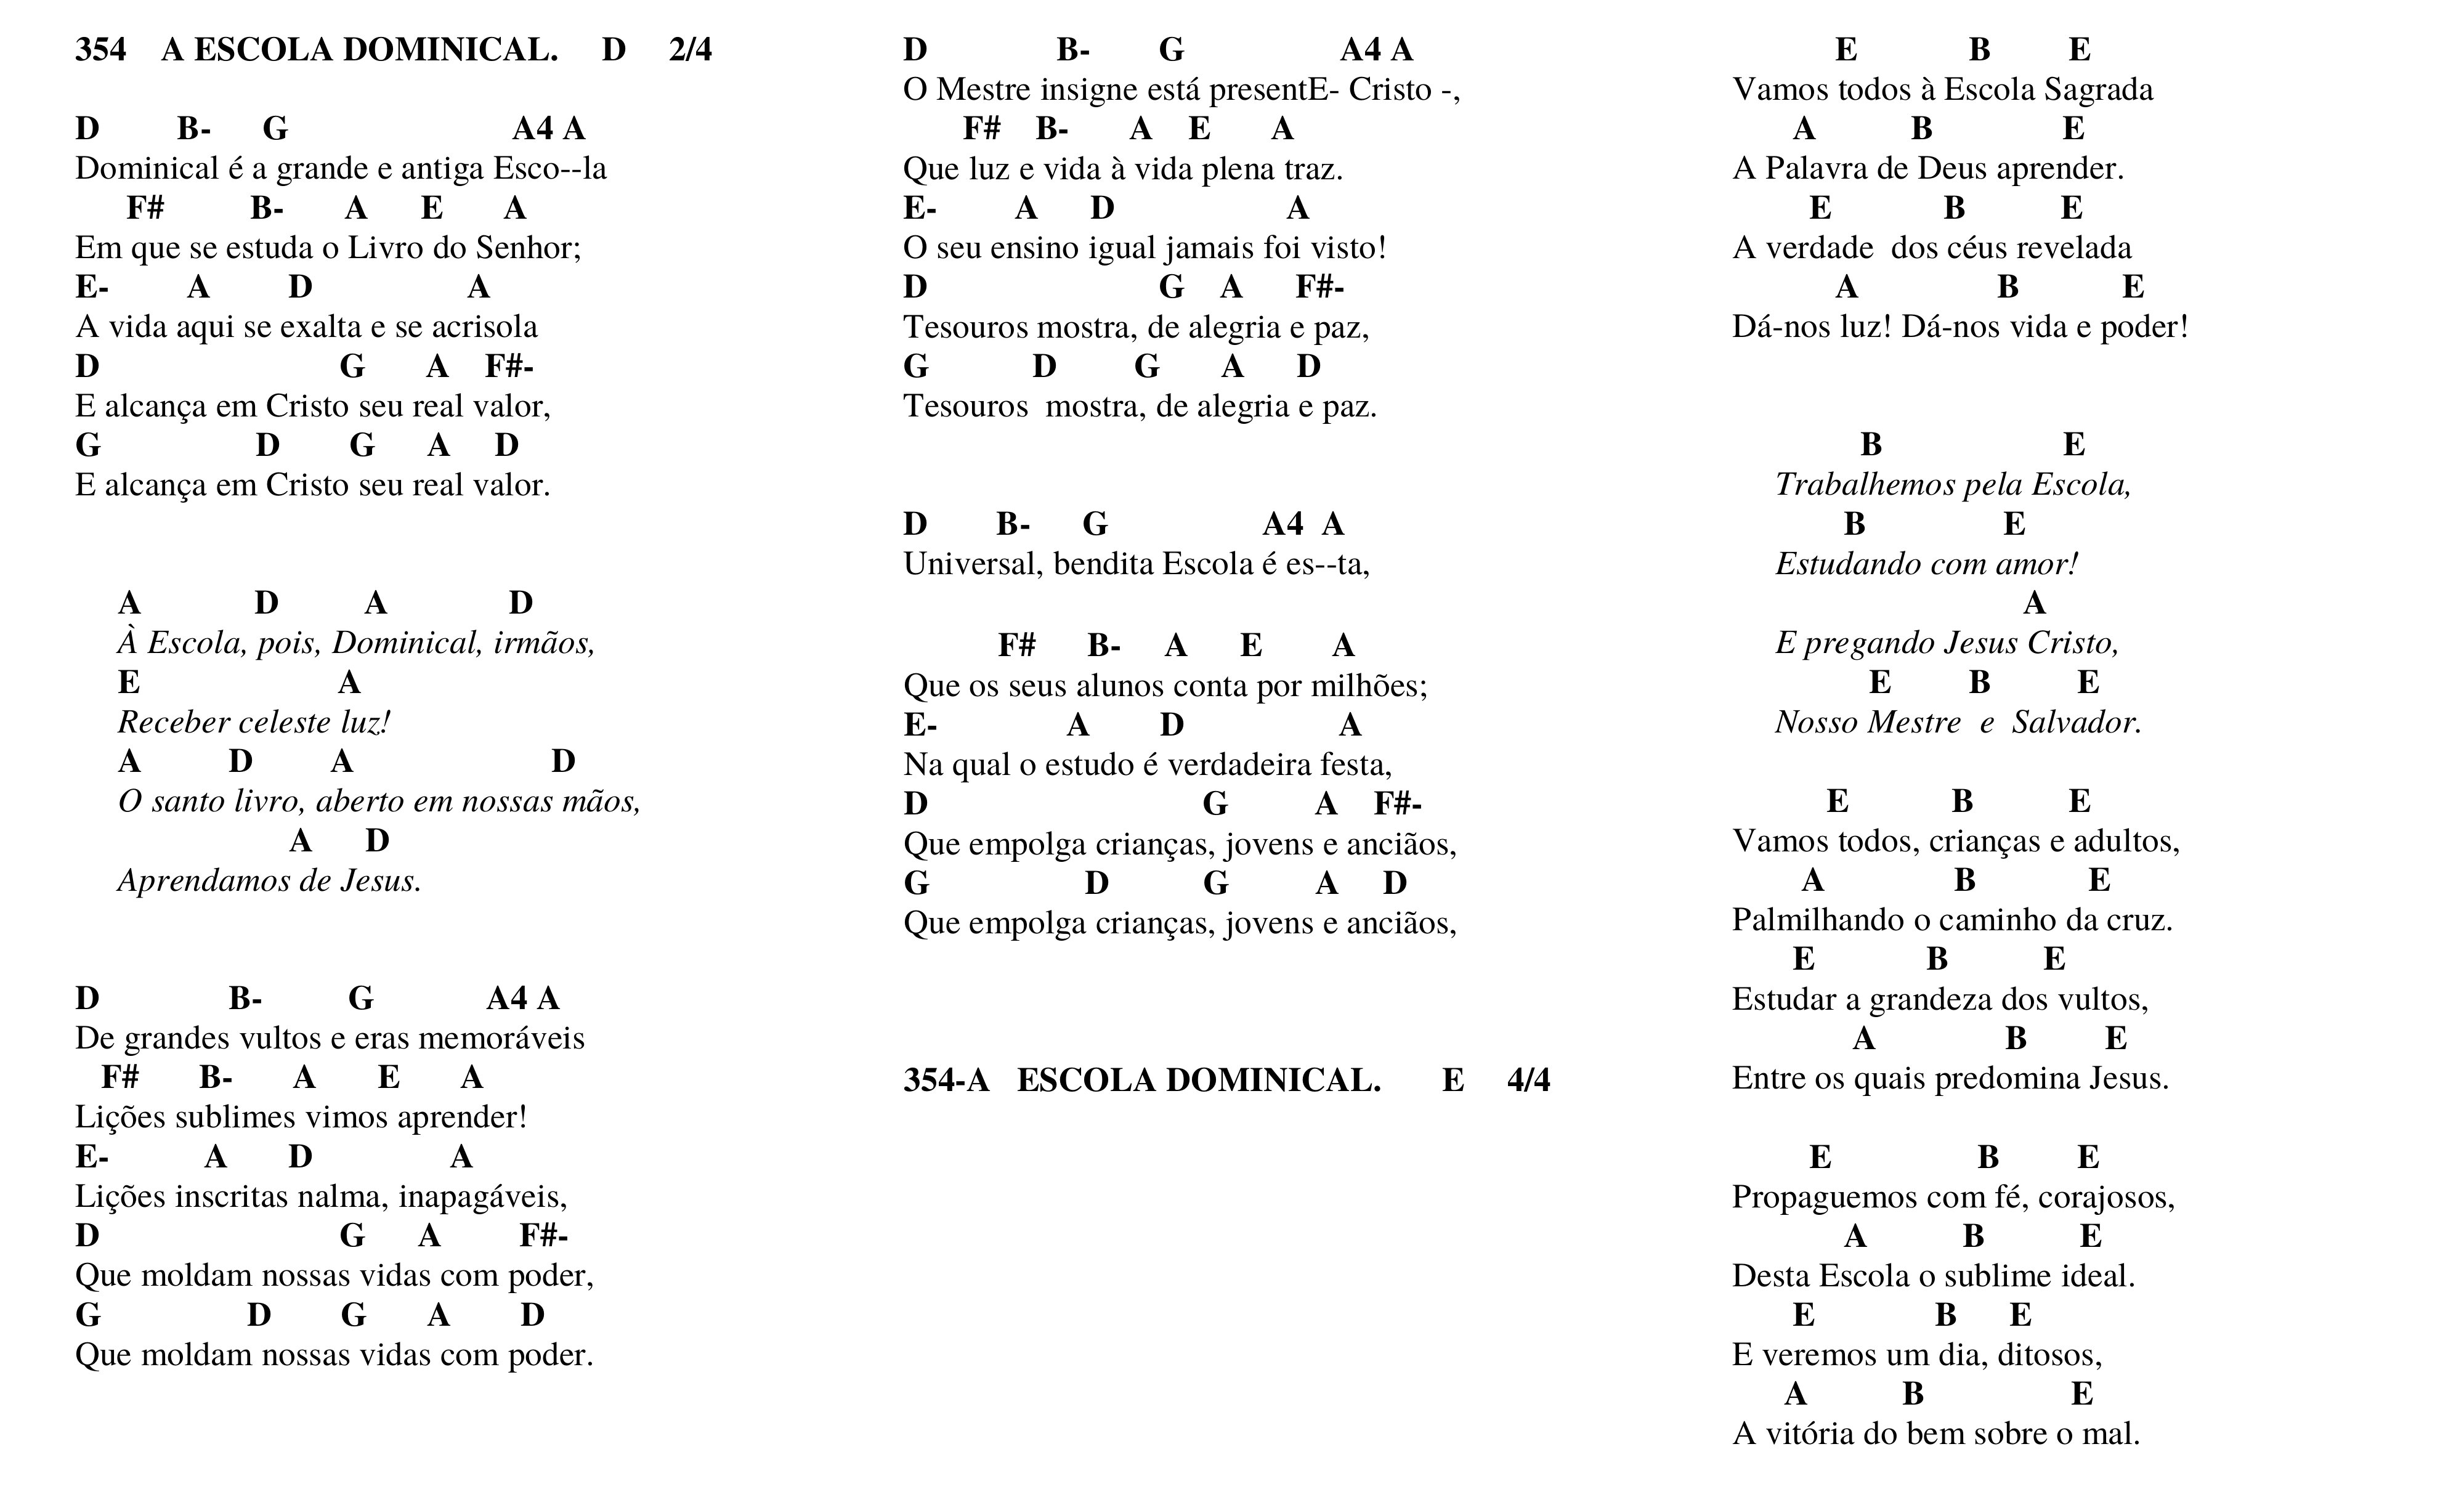 354 A ESCOLA DOMINICAL. D 2/4
D B- G A4 A
Dominical é a grande e antiga Esco--la
F# B- A E A
Em que se estuda o Livro do Senhor;
E- A D A
A vida aqui se exalta e se acrisola
D G A F#-
E alcança em Cristo seu real valor,
G D G A D
E alcança em Cristo seu real valor.
A D A D
À Escola, pois, Dominical, irmãos,
E A
Receber celeste luz!
A D A D
O santo livro, aberto em nossas mãos,
A D
Aprendamos de Jesus.
D B- G A4 A
De grandes vultos e eras memoráveis
F# B- A E A
Lições sublimes vimos aprender!
E- A D A
Lições inscritas nalma, inapagáveis,
D G A F#-
Que moldam nossas vidas com poder,
G D G A D
Que moldam nossas vidas com poder.
D B- G A4 A
O Mestre insigne está presentE- Cristo -,
F# B- A E A
Que luz e vida à vida plena traz.
E- A D A
O seu ensino igual jamais foi visto!
D G A F#-
Tesouros mostra, de alegria e paz,
G D G A D
Tesouros mostra, de alegria e paz.
D B- G A4 A
Universal, bendita Escola é es--ta,
F# B- A E A
Que os seus alunos conta por milhões;
E- A D A
Na qual o estudo é verdadeira festa,
D G A F#-
Que empolga crianças, jovens e anciãos,
G D G A D
Que empolga crianças, jovens e anciãos,
354-A ESCOLA DOMINICAL. E 4/4
E B E
Vamos todos à Escola Sagrada
A B E
A Palavra de Deus aprender.
E B E
A verdade dos céus revelada
A B E
Dá-nos luz! Dá-nos vida e poder!
B E
Trabalhemos pela Escola,
B E
Estudando com amor!
A
E pregando Jesus Cristo,
E B E
Nosso Mestre e Salvador.
E B E
Vamos todos, crianças e adultos,
A B E
Palmilhando o caminho da cruz.
E B E
Estudar a grandeza dos vultos,
A B E
Entre os quais predomina Jesus.
E B E
Propaguemos com fé, corajosos,
A B E
Desta Escola o sublime ideal.
E B E
E veremos um dia, ditosos,
A B E
A vitória do bem sobre o mal.